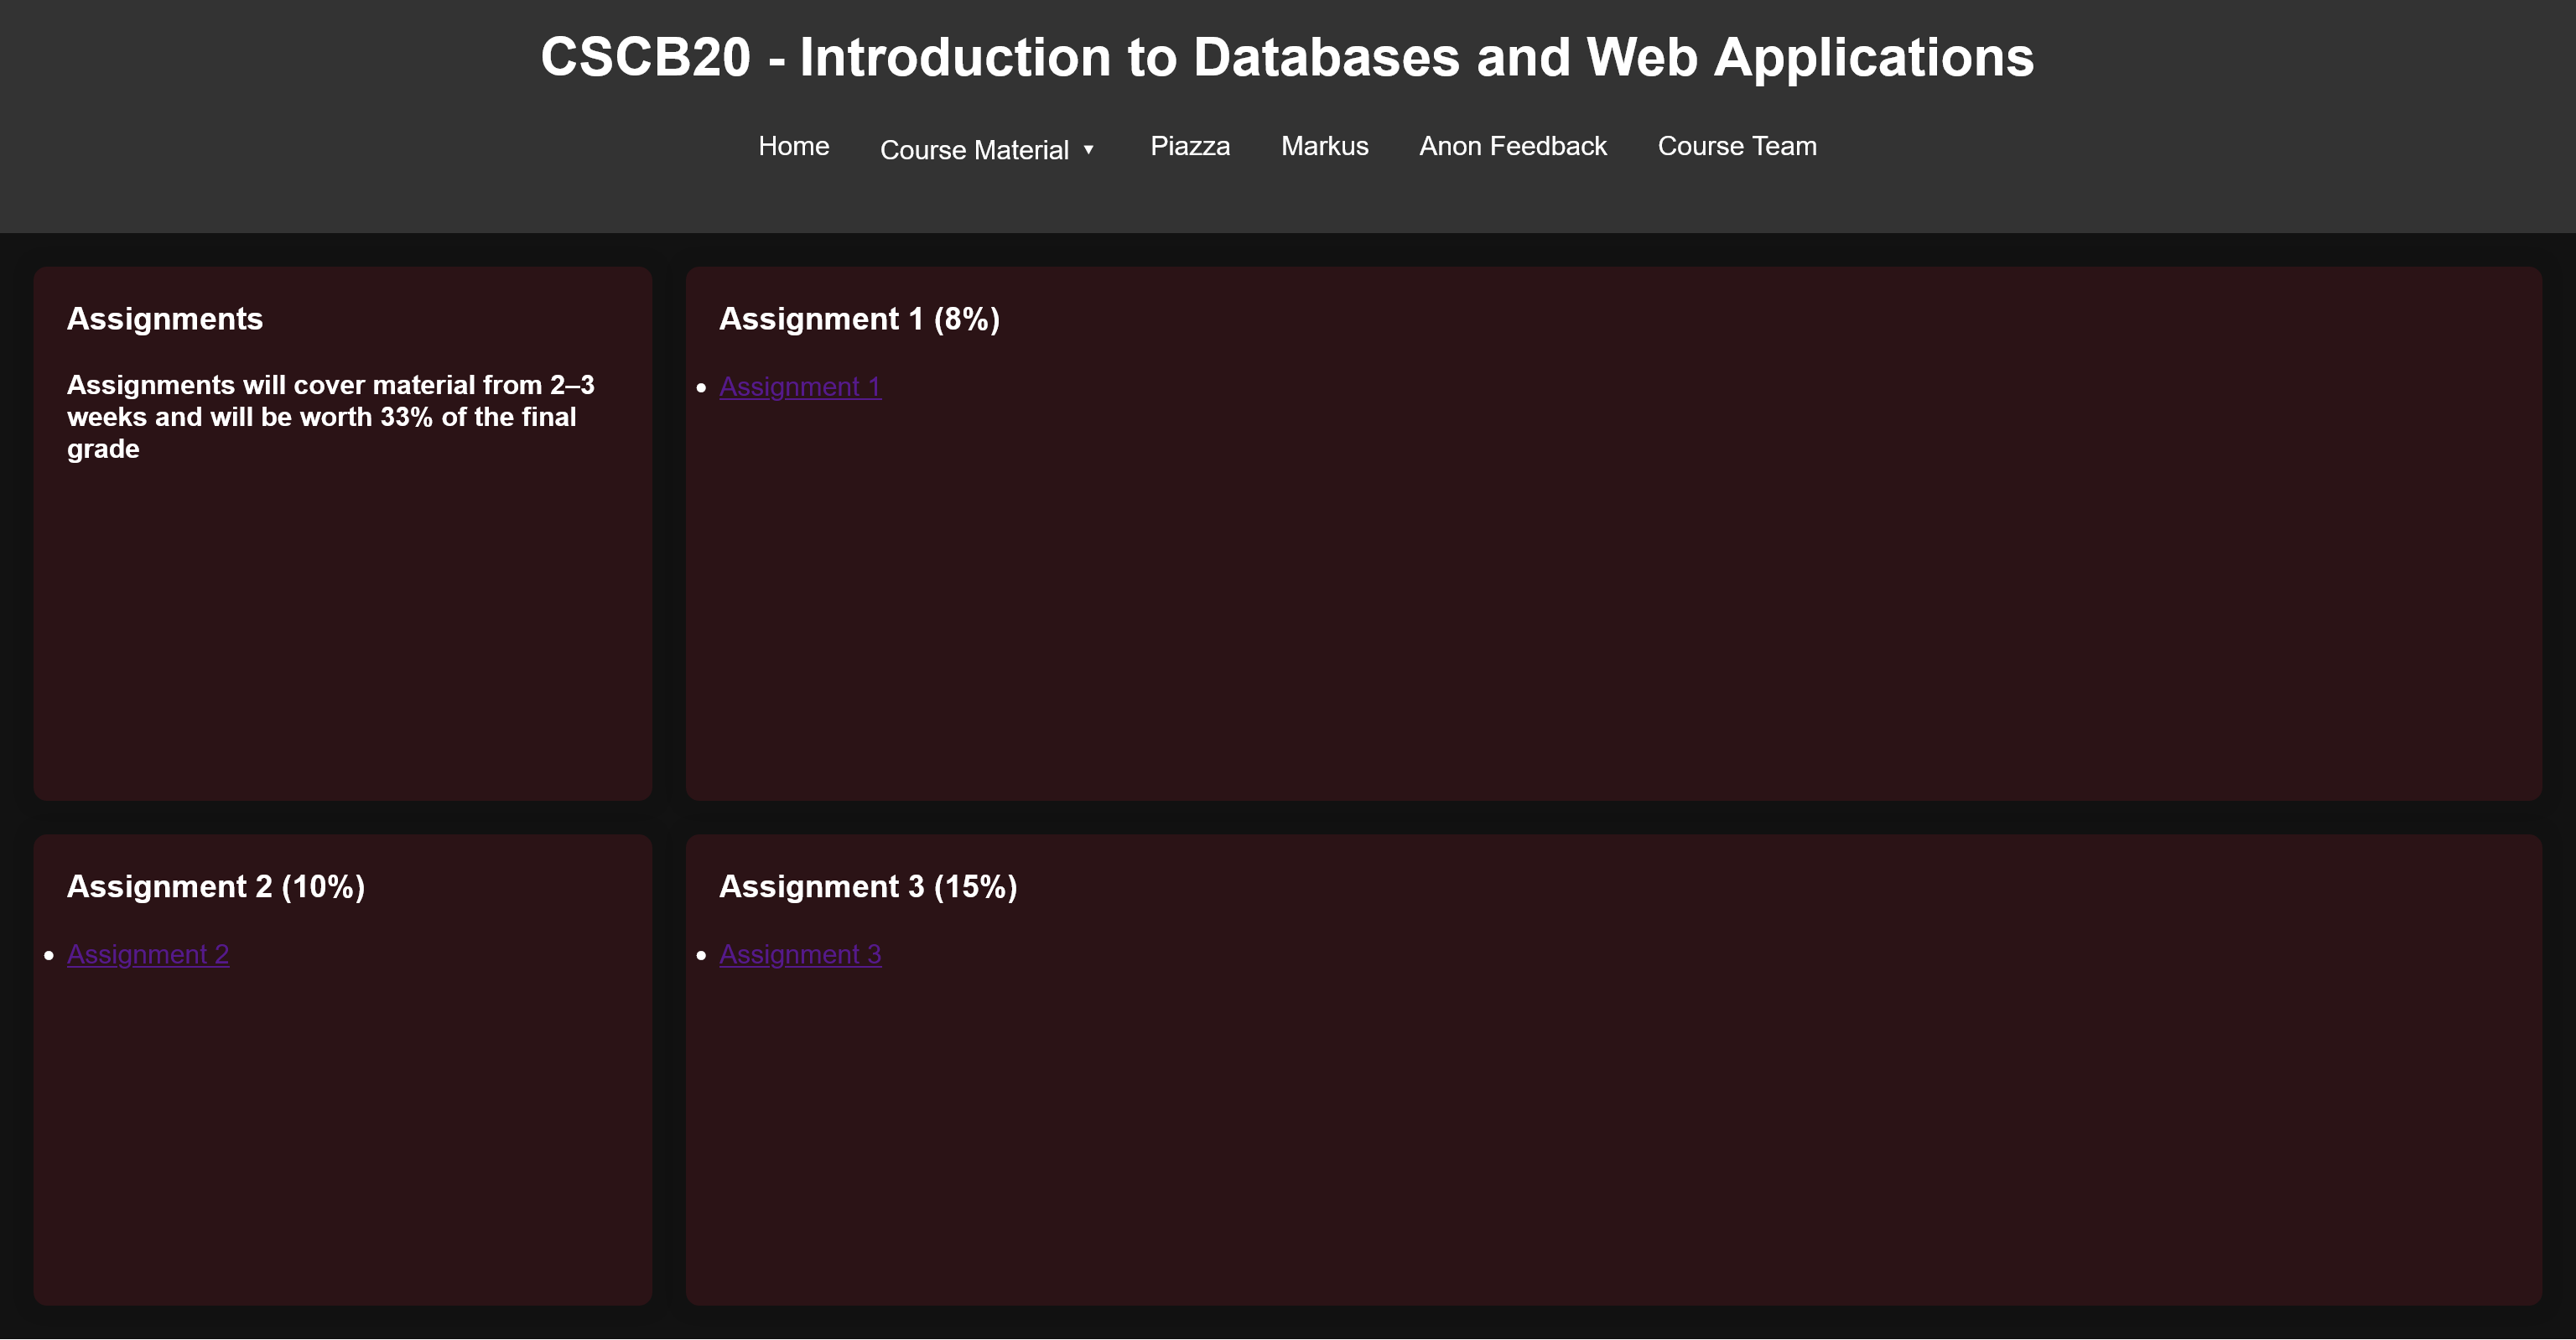 CSCB20 - Introduction to Databases and Web Applications
Home Course Material ▼ Piazza Markus Anon Feedback Course Team
Assignments
Assignments will cover material from 2–3
weeks and will be worth 33% of the final
grade
Assignment 1 (8%)
• Assignment 1
Assignment 2 (10%)
• Assignment 2
Assignment 3 (15%)
• Assignment 3